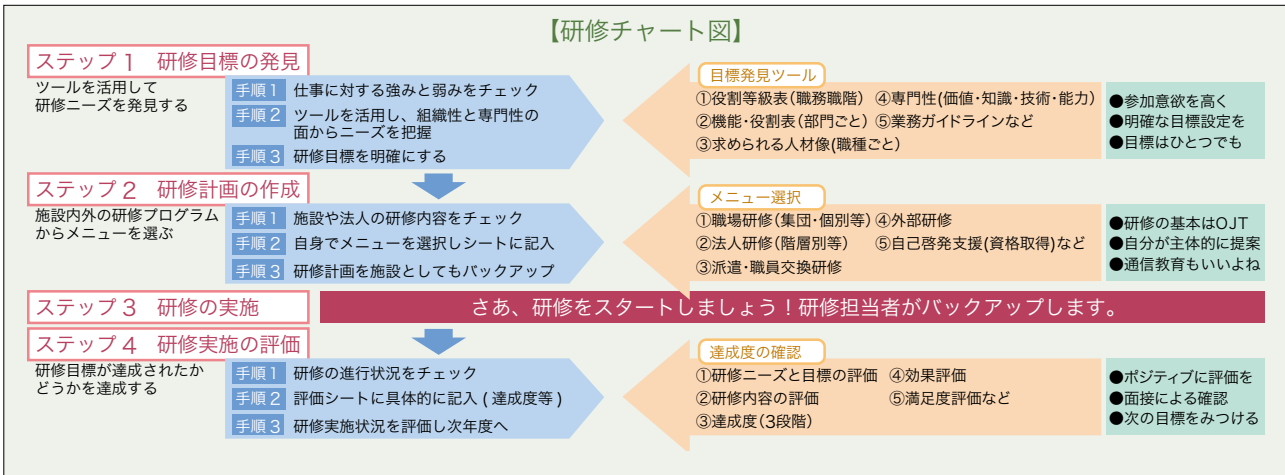 【研修チャート図】
ステップ 1　研修目標の発見
ツールを活用して
研修ニーズを発見する
手順1　仕事に対する強みと弱みをチェック
手順2　ツールを活用し、組織性と専門性の
面からニーズを把握
手順3　研修目標を明確にする
目標発見ツール
①役割等級表(職務職階)　④専門性(価値・知識・技術・能力)
②機能・役割表(部門ごと)　⑤業務ガイドラインなど
③求められる人材像(職種ごと)
●参加意欲を高く
●明確な目標設定を
●目標はひとつでも
ステップ 2　研修計画の作成
施設内外の研修プログラム
からメニューを選ぶ
手順1　施設や法人の研修内容をチェック
手順2　自身でメニューを選択しシートに記入
手順3　研修計画を施設としてもバックアップ
メニュー選択
①職場研修(集団・個別等)　④外部研修
②法人研修(階層別等)　⑤自己啓発支援(資格取得)など
③派遣・職員交換研修
●研修の基本はOJT
●自分が主体的に提案
●通信教育もいいよね
ステップ 3　研修の実施
さあ、研修をスタートしましょう！研修担当者がバックアップします。
ステップ 4　研修実施の評価
研修目標が達成されたか
どうかを達成する
手順1　研修の進行状況をチェック
手順2　評価シートに具体的に記入 ( 達成度等 )
手順3　研修実施状況を評価し次年度へ
達成度の確認
①研修ニーズと目標の評価　④効果評価
②研修内容の評価　⑤満足度評価など
③達成度(3段階)
●ポジティブに評価を
●面接による確認
●次の目標をみつける